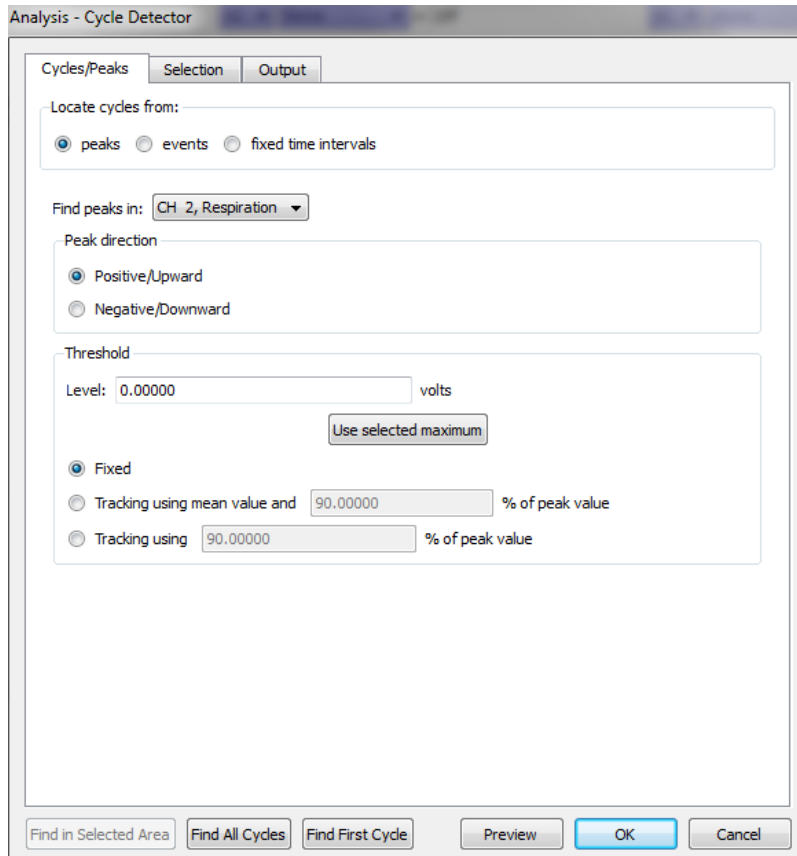 Analysis - Cycle Detector
Cycles/Peaks Selection Output
Locate cycles from:
peaks events fixed time intervals
Find peaks in: CH 2, Respiration
Peak direction
Positive/Upward
Negative/Downward
Threshold
Level: 0.00000 volts
Use selected maximum
Fixed
Tracking using mean value and 90.00000 % of peak value
Tracking using 90.00000 % of peak value
Find in Selected Area Find All Cycles Find First Cycle Preview OK Cancel